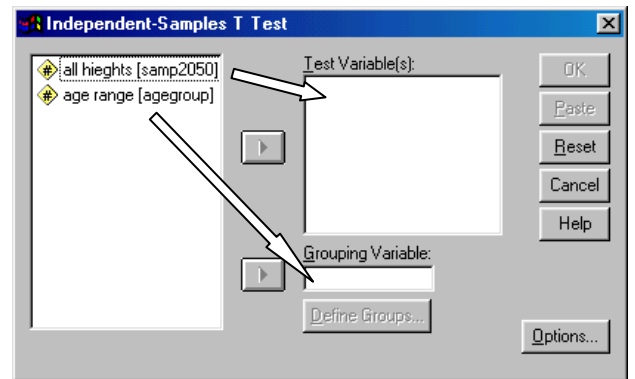 Independent-Samples T Test
all hieghts [samp2050]
age range [agegroup]
Test Variable(s):
Grouping Variable:
Define Groups...
OK
Paste
Reset
Cancel
Help
Options...